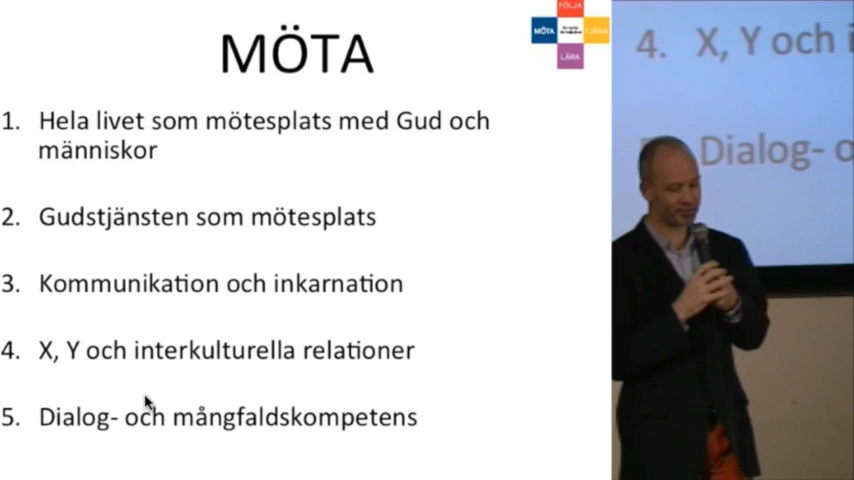 MÖTA
1. Hela livet som mötesplats med Gud och
människor
2. Gudstjänsten som mötesplats
3. Kommunikation och inkarnation
4. X, Y och interkulturella relationer
5. Dialog- och mångfaldskompetens
FÖLJA
MÖTA
TJÄNA
LÄRA
4. X, Y och i
Dialog- o